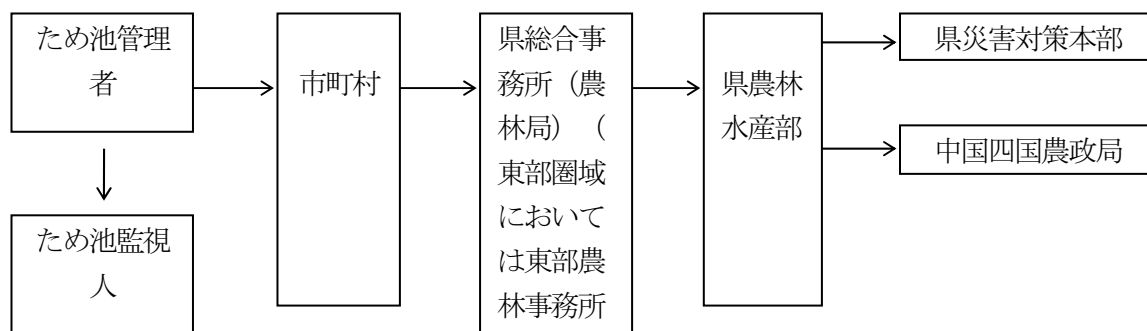 ため池管理
者
市町村
県総合事
務所（農
林局）（
東部圏域
においては
は東部農
林事務所
県農林
水産部
県災害対策本部
中国四国農政局
ため池監視
人